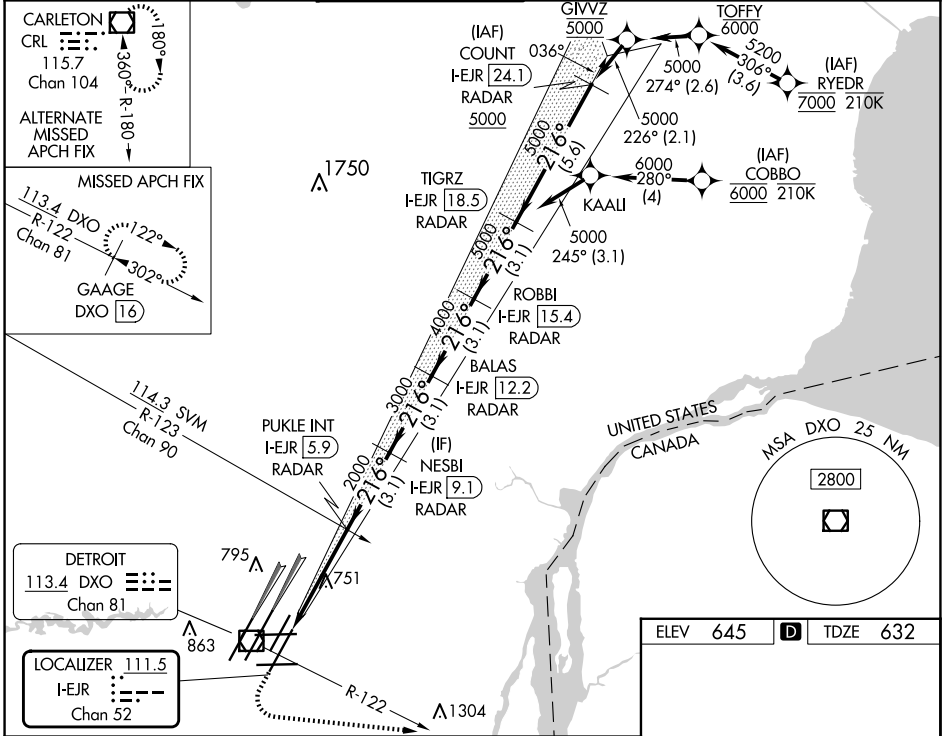 CARLETON
CRL
115.7
Chan 104
180°
360°
R-180
ALTERNATE
MISSED
APCH FIX
MISSED APCH FIX
113.4 DXO
R-122
Chan 81
122°
302°
GAAGE
DXO 16
1750
(IAF)
COUNT
I-EJR 24.1
RADAR
5000
036°
GIVVZ
5000
TOFFY
6000
5200
306°
(3.6)
(IAF)
RYEDR
7000 210K
5000
274° (2.6)
5000
226° (2.1)
5000
216°
(5.6)
6000
280°
(4)
(IAF)
COBBO
6000 210K
KAALI
5000
245° (3.1)
TIGRZ
I-EJR 18.5
RADAR
5000
216°
(3.1)
ROBBI
I-EJR 15.4
RADAR
4000
216°
(3.1)
BALAS
I-EJR 12.2
RADAR
3000
216°
(3.1)
(IF)
NESBI
I-EJR 9.1
RADAR
2000
216°
(3.1)
PUKLE INT
I-EJR 5.9
RADAR
114.3 SVM
R-123
Chan 90
UNITED STATES
CANADA
MSA DXO 25 NM
2800
795
751
863
1304
DETROIT
113.4 DXO
Chan 81
LOCALIZER 111.5
I-EJR
Chan 52
R-122
ELEV 645 D TDZE 632